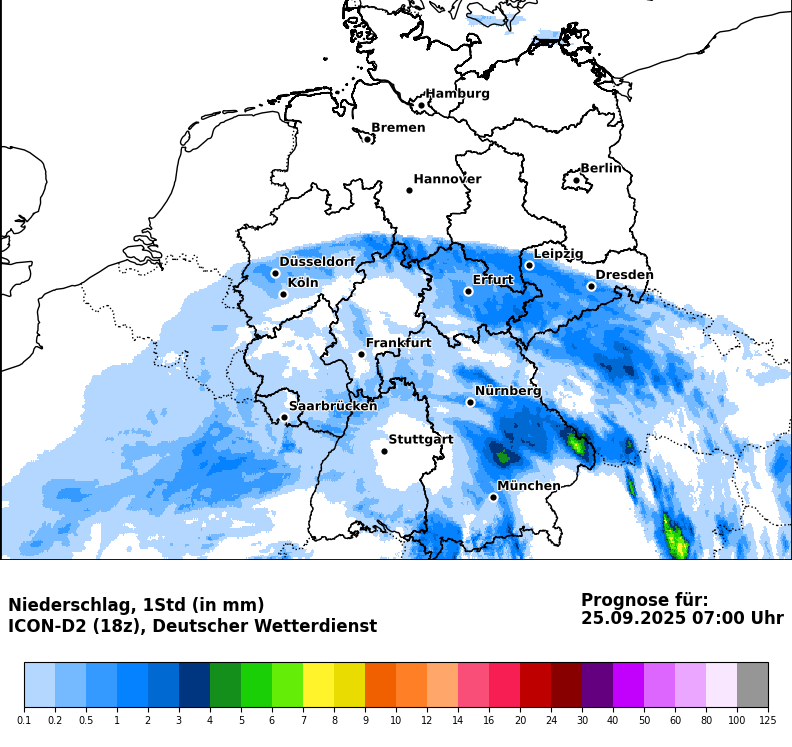 Hamburg
Bremen
Berlin
Hannover
Leipzig
Düsseldorf
Dresden
Köln
Erfurt
Frankfurt
Nürnberg
Saarbrücken
Stuttgart
München
Niederschlag, 1Std (in mm)
ICON-D2 (18z), Deutscher Wetterdienst
Prognose für:
25.09.2025 07:00 Uhr
0.1 0.2 0.5 1 2 3 4 5 6 7 8 9 10 12 14 16 20 24 30 40 50 60 80 100 125